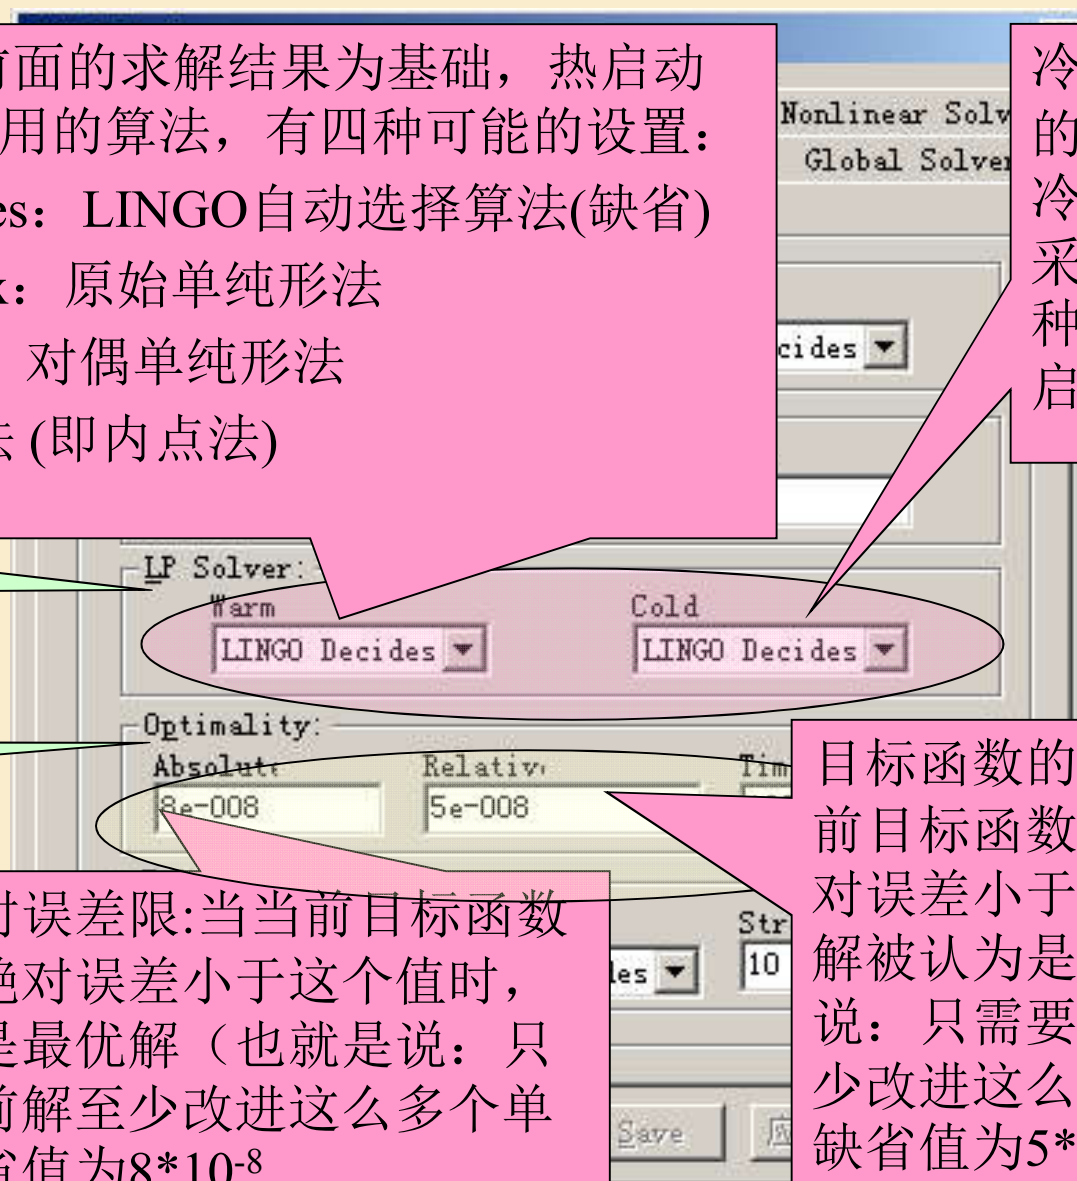 前面的求解结果为基础，热启动
用的算法，有四种可能的设置：
es：LINGO自动选择算法(缺省)
x：原始单纯形法
：对偶单纯形法
法 (即内点法)
冷
的
冷
采
种
启
Nonlinear Solv
Global Solver
cides
LP Solver:
Warm
Cold
LINGO Decides
LINGO Decides
Optimality:
Absolut
Relativ
Tim
8e-008
5e-008
对误差限:当当前目标函数
绝对误差小于这个值时，
是最优解（也就是说：只
前解至少改进这么多个单
省值为8*10-8
les
Str
10
Save
应
目标函数的
前目标函数
对误差小于
解被认为是
说：只需要
少改进这么
缺省值为5*